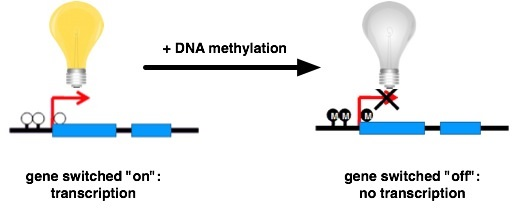 + DNA methylation
M M M
gene switched "on":
transcription
gene switched "off":
no transcription